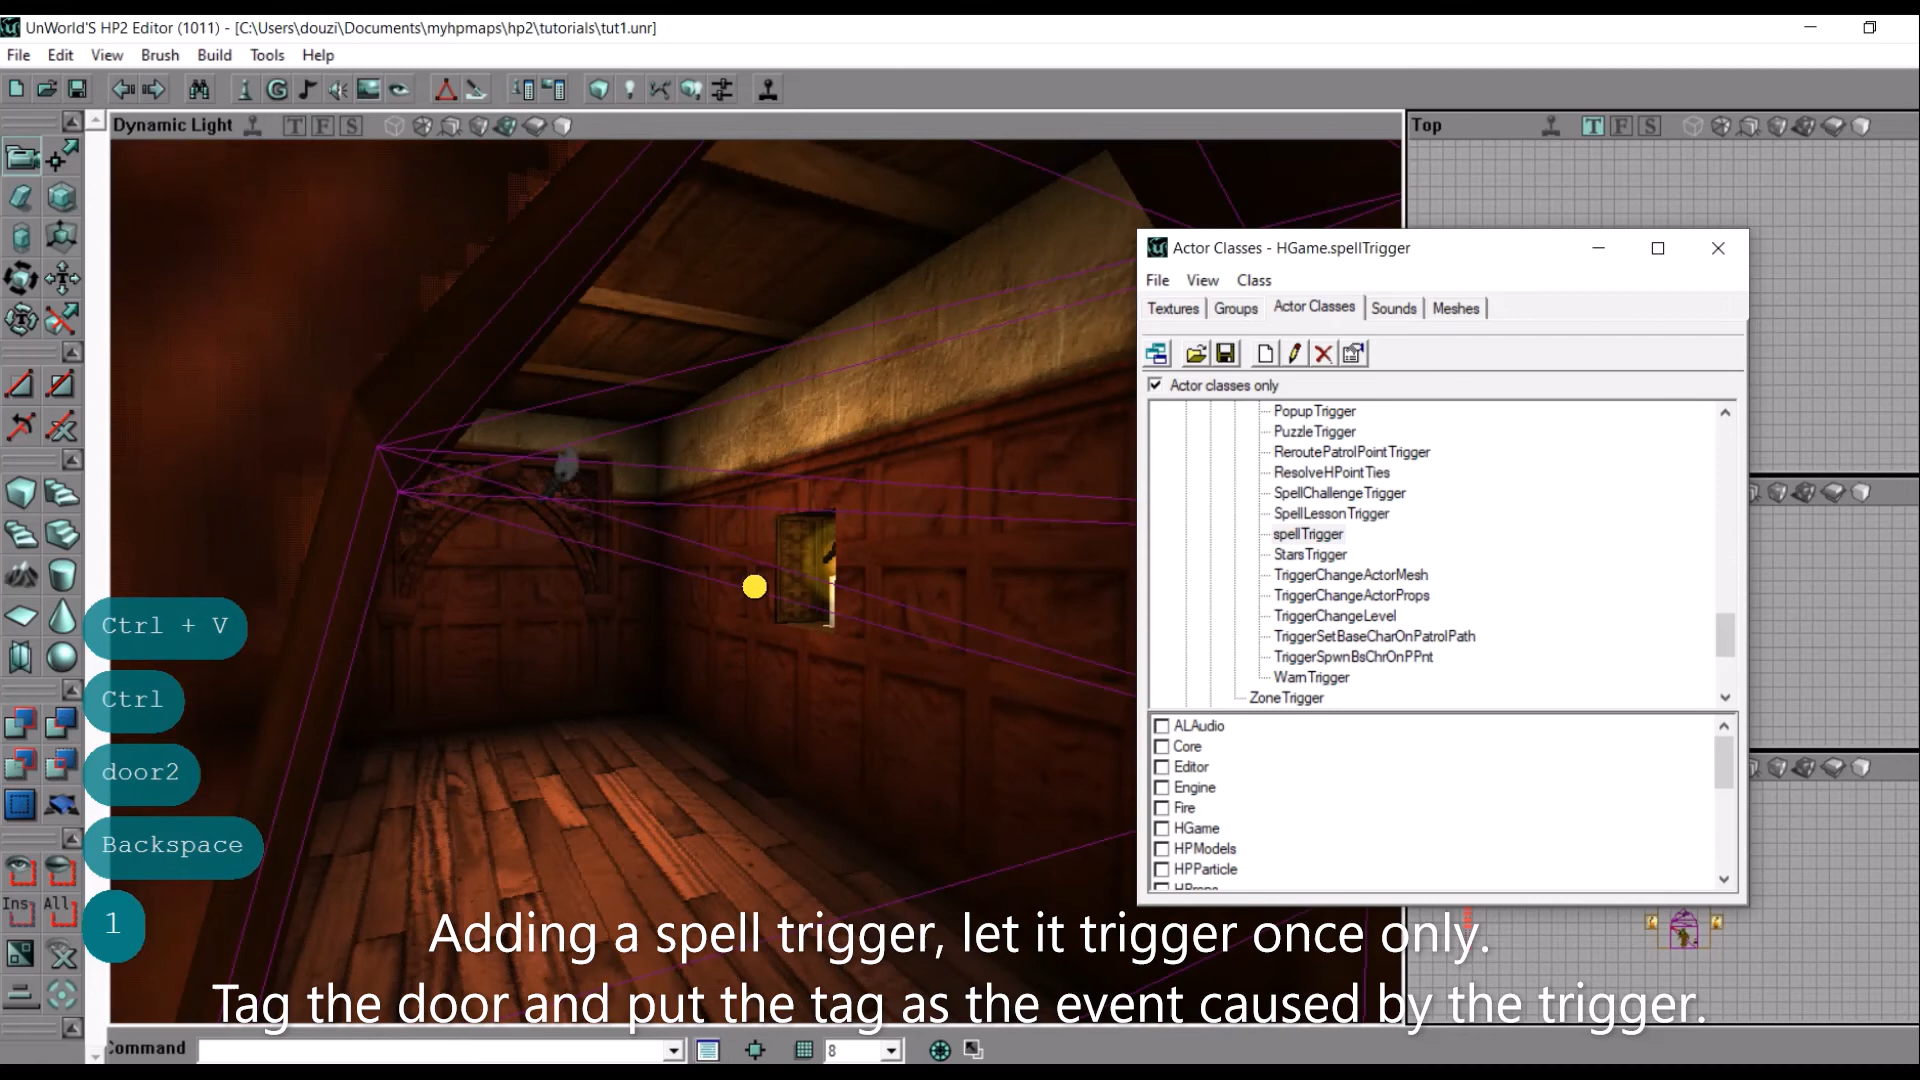 UnWorld'S HP2 Editor (1011) - [C:\Users\douzi\Documents\myhpmaps\hp2\tutorials\tut1.unr]
File Edit View Brush Build Tools Help
Dynamic Light T F S
Top T F S
Actor Classes - HGame.spellTrigger
File View Class
Textures Groups Actor Classes Sounds Meshes
Actor classes only
PopupTrigger
PuzzleTrigger
ReroutePatrolPointTrigger
ResolveHPointTies
SpellChallengeTrigger
SpellLessonTrigger
spellTrigger
StarsTrigger
TriggerChangeActorMesh
TriggerChangeActorProps
TriggerChangeLevel
TriggerSetBaseCharOnPatrolPath
TriggerSpwnBsChrOnPPnt
WarnTrigger
ZoneTrigger
ALAudio
Core
Editor
Engine
Fire
HGame
HPModels
HPParticle
HProps
Ctrl + V
Ctrl
door2
Backspace
1
Ins All
Adding a spell trigger, let it trigger once only.
Tag the door and put the tag as the event caused by the trigger.
Command
8